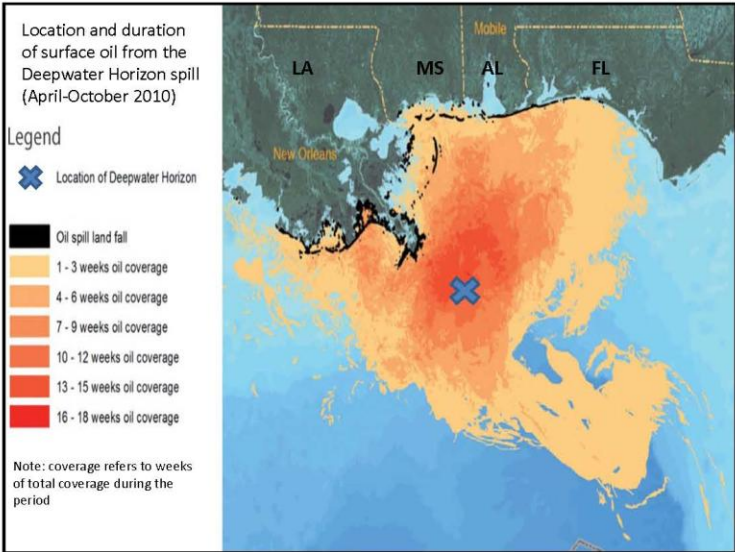 Location and duration
of surface oil from the
Deepwater Horizon spill
(April-October 2010)
Legend
Location of Deepwater Horizon
Oil spill land fall
1 - 3 weeks oil coverage
4 - 6 weeks oil coverage
7 - 9 weeks oil coverage
10 - 12 weeks oil coverage
13 - 15 weeks oil coverage
16 - 18 weeks oil coverage
Note: coverage refers to weeks
of total coverage during the
period
Mobile
LA MS AL FL
New Orleans